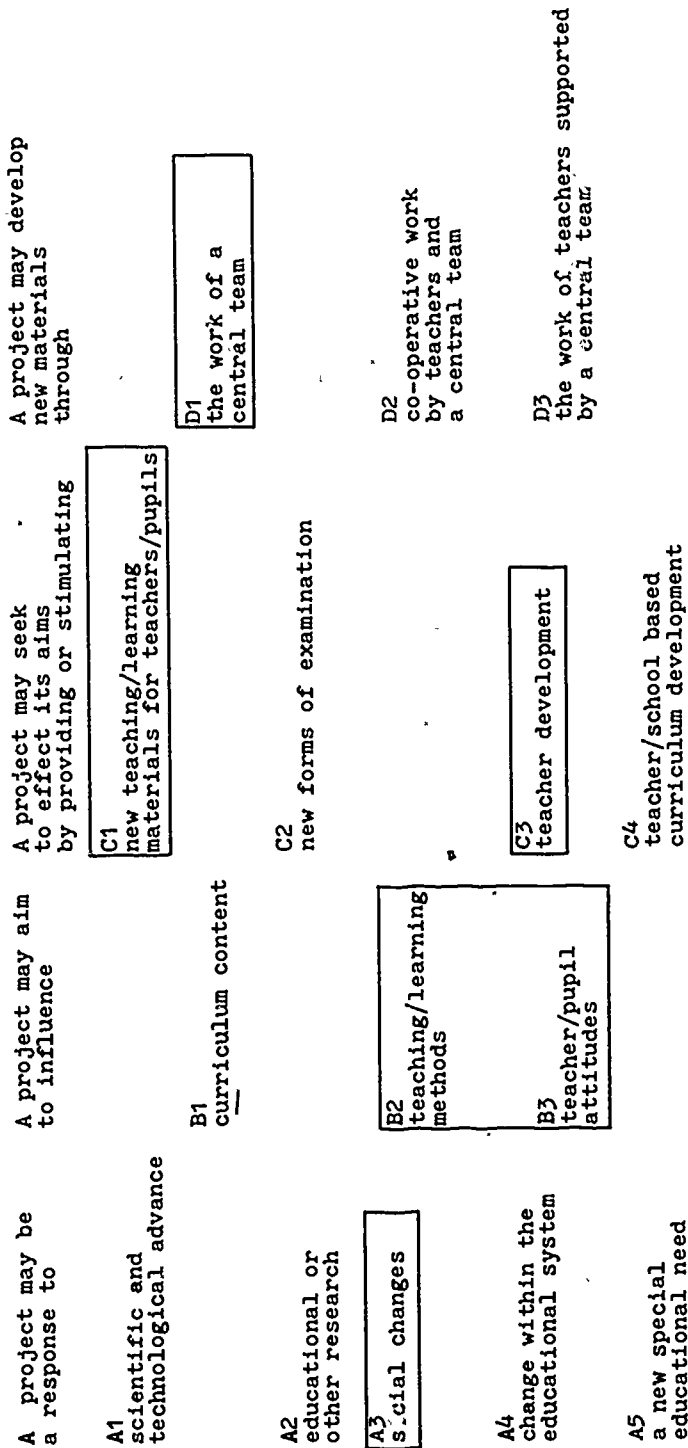 A project may be
a response to
A1
scientific and
technological advance
A2
educational or
other research
A3
s.cial changes
A4
change within the
educational system
A5
a new special
educational need
A project may aim
to influence
B1
curriculum content
B2
teaching/learning
methods
B3
teacher/pupil
attitudes
A project may seek
to effect its aims
by providing or stimulating
C1
new teaching/learning
materials for teachers/pupils
C2
new forms of examination
C3
teacher development
C4
teacher/school based
curriculum development
A project may develop
new materials
through
D1
the work of a
central team
D2
co-operative work
by teachers and
a central team
D3
the work of teachers supported
by a central team